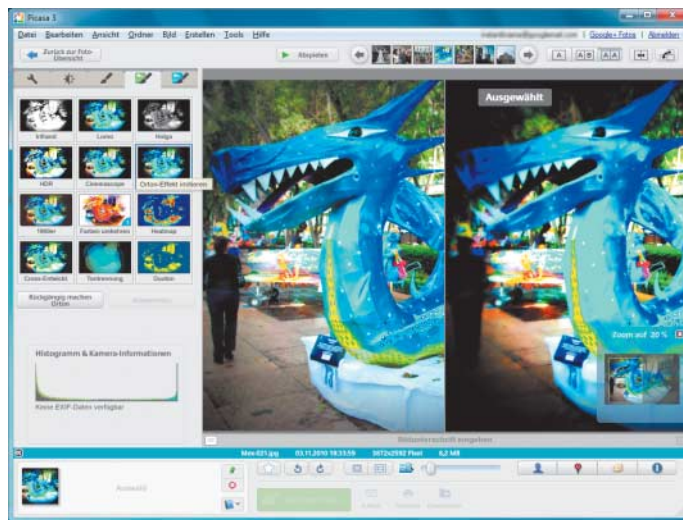 Picasa 3
Datei Bearbeiten Ansicht Ordner Bild Erstellen Tools Hilfe
Google+ Fotos | Abmelden
Zurück zur Foto-
Übersicht
Abspielen
Ausgewählt
Infrarot Lomo Holga
HDR Cinemascope Orton-Effekt imitieren
1960er Farben umkehren Heatmap
Cross-Entwickl. Tontrennung Duoton
Rückgängig machen
Orton
Histogramm & Kamera-Informationen
Keine EXIF-Daten verfügbar
Zoom auf 20 %
Bildunterschrift eingeben
Mex-021.jpg 03.11.2010 18:33:59 3872x2592 Pixel 6,2 MB
Auswahl